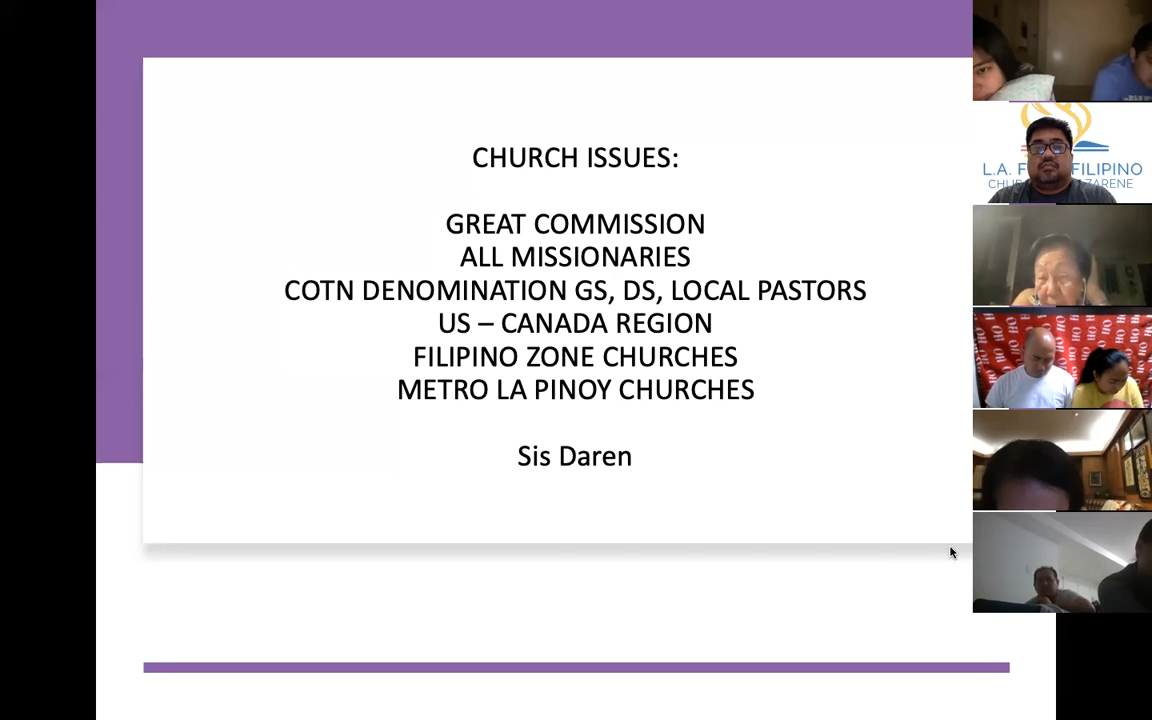 CHURCH ISSUES:
GREAT COMMISSION
ALL MISSIONARIES
COTN DENOMINATION GS, DS, LOCAL PASTORS
US – CANADA REGION
FILIPINO ZONE CHURCHES
METRO LA PINOY CHURCHES
Sis Daren
L.A. FILIPINO